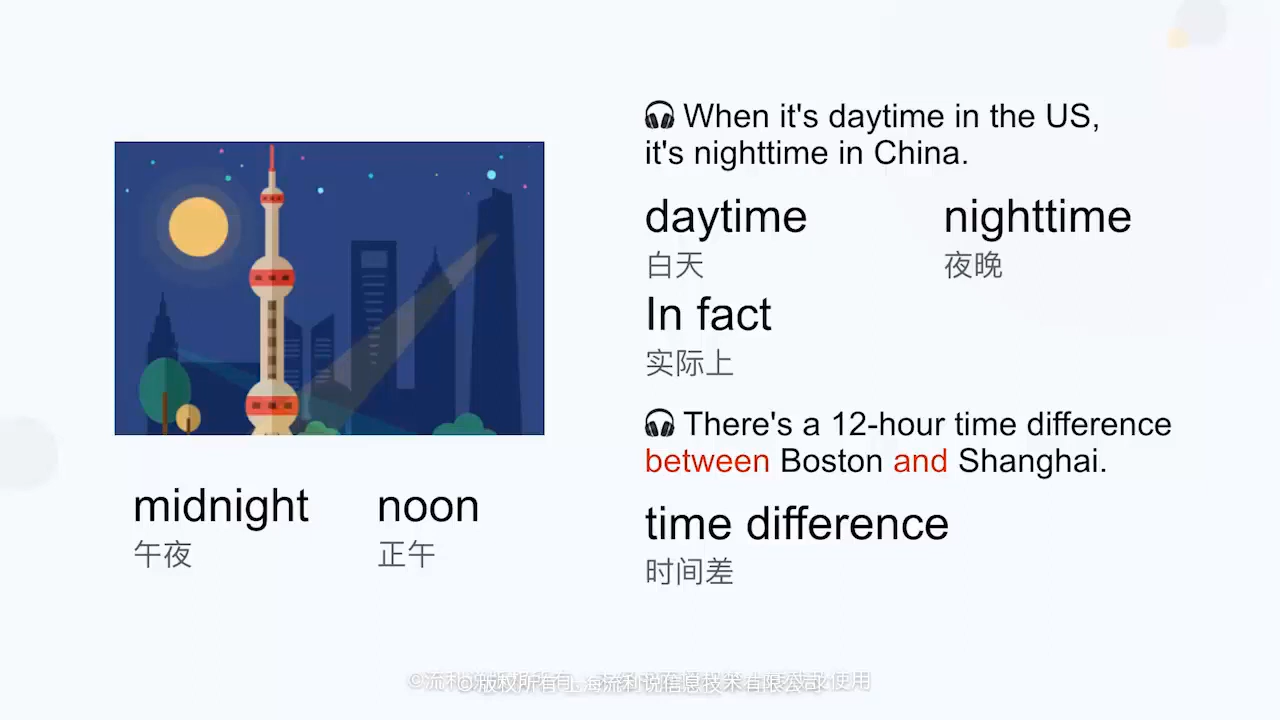 When it's daytime in the US,
it's nighttime in China.
daytime nighttime
白天 夜晚
In fact
实际上
There's a 12-hour time difference
between Boston and Shanghai.
time difference
时间差
midnight noon
午夜 正午